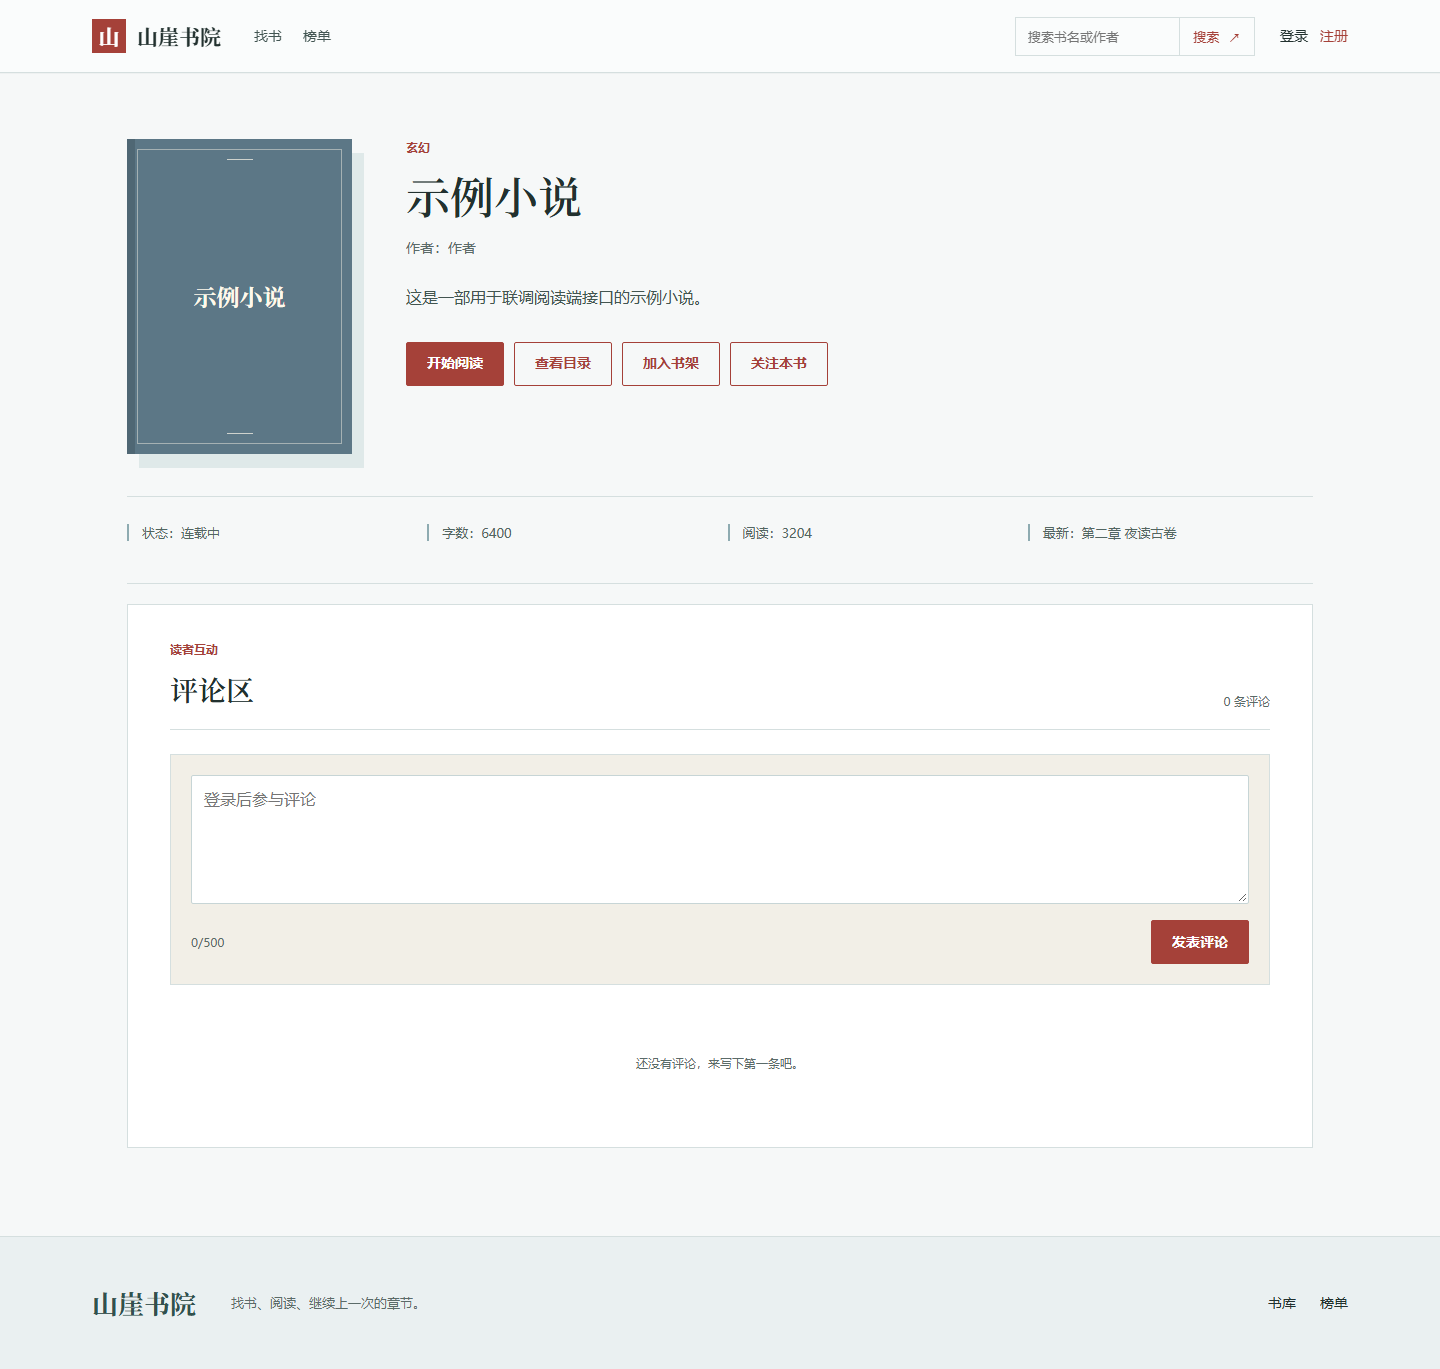 山 山崖书院 找书 榜单 搜索书名或作者 搜索 ↗ 登录 注册
示例小说
玄幻
示例小说
作者：作者
这是一部用于联调阅读端接口的示例小说。
开始阅读 查看目录 加入书架 关注本书
状态：连载中 字数：6400 阅读：3204 最新：第二章 夜读古卷
读者互动
评论区
0 条评论
登录后参与评论
0/500 发表评论
还没有评论，来写下第一条吧。
山崖书院 找书、阅读、继续上一次的章节。 书库 榜单